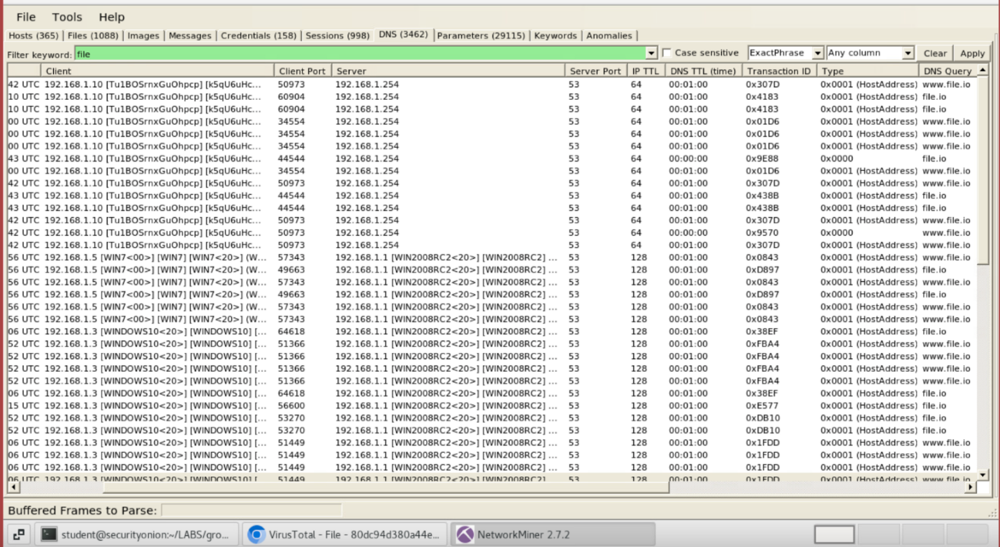 File Tools Help
Hosts (365) | Files (1088) | Images | Messages | Credentials (158) | Sessions (998) | DNS (3462) | Parameters (29115) | Keywords | Anomalies |
Filter keyword: file Case sensitive ExactPhrase Any column Clear Apply
Client Client Port Server Server Port IP TTL DNS TTL (time) Transaction ID Type DNS Query
42 UTC 192.168.1.10 [Tu1BOSrnxGuOhpcp] [k5qU6uHc... 50973 192.168.1.254 53 64 00:01:00 0x307D 0x0001 (HostAddress) www.file.io
10 UTC 192.168.1.10 [Tu1BOSrnxGuOhpcp] [k5qU6uHc... 60904 192.168.1.254 53 64 00:01:00 0x4183 0x0001 (HostAddress) file.io
10 UTC 192.168.1.10 [Tu1BOSrnxGuOhpcp] [k5qU6uHc... 60904 192.168.1.254 53 64 00:01:00 0x4183 0x0001 (HostAddress) file.io
00 UTC 192.168.1.10 [Tu1BOSrnxGuOhpcp] [k5qU6uHc... 34554 192.168.1.254 53 64 00:01:00 0x01D6 0x0001 (HostAddress) www.file.io
00 UTC 192.168.1.10 [Tu1BOSrnxGuOhpcp] [k5qU6uHc... 34554 192.168.1.254 53 64 00:01:00 0x01D6 0x0001 (HostAddress) www.file.io
00 UTC 192.168.1.10 [Tu1BOSrnxGuOhpcp] [k5qU6uHc... 34554 192.168.1.254 53 64 00:01:00 0x01D6 0x0001 (HostAddress) www.file.io
43 UTC 192.168.1.10 [Tu1BOSrnxGuOhpcp] [k5qU6uHc... 44544 192.168.1.254 53 64 00:00:00 0x9E88 0x0000 file.io
00 UTC 192.168.1.10 [Tu1BOSrnxGuOhpcp] [k5qU6uHc... 34554 192.168.1.254 53 64 00:01:00 0x01D6 0x0001 (HostAddress) www.file.io
42 UTC 192.168.1.10 [Tu1BOSrnxGuOhpcp] [k5qU6uHc... 50973 192.168.1.254 53 64 00:01:00 0x307D 0x0001 (HostAddress) www.file.io
43 UTC 192.168.1.10 [Tu1BOSrnxGuOhpcp] [k5qU6uHc... 44544 192.168.1.254 53 64 00:01:00 0x438B 0x0001 (HostAddress) file.io
43 UTC 192.168.1.10 [Tu1BOSrnxGuOhpcp] [k5qU6uHc... 44544 192.168.1.254 53 64 00:01:00 0x438B 0x0001 (HostAddress) file.io
42 UTC 192.168.1.10 [Tu1BOSrnxGuOhpcp] [k5qU6uHc... 50973 192.168.1.254 53 64 00:01:00 0x307D 0x0001 (HostAddress) www.file.io
42 UTC 192.168.1.10 [Tu1BOSrnxGuOhpcp] [k5qU6uHc... 50973 192.168.1.254 53 64 00:00:00 0x9570 0x0000 www.file.io
42 UTC 192.168.1.10 [Tu1BOSrnxGuOhpcp] [k5qU6uHc... 50973 192.168.1.254 53 64 00:01:00 0x307D 0x0001 (HostAddress) www.file.io
56 UTC 192.168.1.5 [WIN7<00>] [WIN7] [WIN7<20>] (W... 57343 192.168.1.1 [WIN2008RC2<20>] [WIN2008RC2] ... 53 128 00:01:00 0x0843 0x0001 (HostAddress) www.file.io
56 UTC 192.168.1.5 [WIN7<00>] [WIN7] [WIN7<20>] (W... 49663 192.168.1.1 [WIN2008RC2<20>] [WIN2008RC2] ... 53 128 00:01:00 0xD897 0x0001 (HostAddress) file.io
56 UTC 192.168.1.5 [WIN7<00>] [WIN7] [WIN7<20>] (W... 57343 192.168.1.1 [WIN2008RC2<20>] [WIN2008RC2] ... 53 128 00:01:00 0x0843 0x0001 (HostAddress) www.file.io
56 UTC 192.168.1.5 [WIN7<00>] [WIN7] [WIN7<20>] (W... 49663 192.168.1.1 [WIN2008RC2<20>] [WIN2008RC2] ... 53 128 00:01:00 0xD897 0x0001 (HostAddress) file.io
56 UTC 192.168.1.5 [WIN7<00>] [WIN7] [WIN7<20>] (W... 57343 192.168.1.1 [WIN2008RC2<20>] [WIN2008RC2] ... 53 128 00:01:00 0x0843 0x0001 (HostAddress) www.file.io
56 UTC 192.168.1.5 [WIN7<00>] [WIN7] [WIN7<20>] (W... 57343 192.168.1.1 [WIN2008RC2<20>] [WIN2008RC2] ... 53 128 00:01:00 0x0843 0x0001 (HostAddress) www.file.io
06 UTC 192.168.1.3 [WINDOWS10<20>] [WINDOWS10] [... 64618 192.168.1.1 [WIN2008RC2<20>] [WIN2008RC2] ... 53 128 00:01:00 0x38EF 0x0001 (HostAddress) file.io
52 UTC 192.168.1.3 [WINDOWS10<20>] [WINDOWS10] [... 51366 192.168.1.1 [WIN2008RC2<20>] [WIN2008RC2] ... 53 128 00:01:00 0xFBA4 0x0001 (HostAddress) www.file.io
52 UTC 192.168.1.3 [WINDOWS10<20>] [WINDOWS10] [... 51366 192.168.1.1 [WIN2008RC2<20>] [WIN2008RC2] ... 53 128 00:01:00 0xFBA4 0x0001 (HostAddress) www.file.io
52 UTC 192.168.1.3 [WINDOWS10<20>] [WINDOWS10] [... 51366 192.168.1.1 [WIN2008RC2<20>] [WIN2008RC2] ... 53 128 00:01:00 0xFBA4 0x0001 (HostAddress) www.file.io
52 UTC 192.168.1.3 [WINDOWS10<20>] [WINDOWS10] [... 51366 192.168.1.1 [WIN2008RC2<20>] [WIN2008RC2] ... 53 128 00:01:00 0xFBA4 0x0001 (HostAddress) www.file.io
06 UTC 192.168.1.3 [WINDOWS10<20>] [WINDOWS10] [... 64618 192.168.1.1 [WIN2008RC2<20>] [WIN2008RC2] ... 53 128 00:01:00 0x38EF 0x0001 (HostAddress) file.io
15 UTC 192.168.1.3 [WINDOWS10<20>] [WINDOWS10] [... 56600 192.168.1.1 [WIN2008RC2<20>] [WIN2008RC2] ... 53 128 00:01:00 0xE577 0x0001 (HostAddress) file.io
52 UTC 192.168.1.3 [WINDOWS10<20>] [WINDOWS10] [... 53270 192.168.1.1 [WIN2008RC2<20>] [WIN2008RC2] ... 53 128 00:01:00 0xDB10 0x0001 (HostAddress) file.io
52 UTC 192.168.1.3 [WINDOWS10<20>] [WINDOWS10] [... 53270 192.168.1.1 [WIN2008RC2<20>] [WIN2008RC2] ... 53 128 00:01:00 0xDB10 0x0001 (HostAddress) file.io
06 UTC 192.168.1.3 [WINDOWS10<20>] [WINDOWS10] [... 51449 192.168.1.1 [WIN2008RC2<20>] [WIN2008RC2] ... 53 128 00:01:00 0x1FDD 0x0001 (HostAddress) www.file.io
06 UTC 192.168.1.3 [WINDOWS10<20>] [WINDOWS10] [... 51449 192.168.1.1 [WIN2008RC2<20>] [WIN2008RC2] ... 53 128 00:01:00 0x1FDD 0x0001 (HostAddress) www.file.io
06 UTC 192.168.1.3 [WINDOWS10<20>] [WINDOWS10] [... 51449 192.168.1.1 [WIN2008RC2<20>] [WIN2008RC2] ... 53 128 00:01:00 0x1FDD 0x0001 (HostAddress) www.file.io
06 UTC 192.168.1.3 [WINDOWS10<20>] [WINDOWS10] [ 51449 192.168.1.1 [WIN2008RC2<20>] [WIN2008RC2] 53 128 00:01:00 0x1FDD 0x0001 (HostAddress) www.file.io
Buffered Frames to Parse:
student@securityonion:~/LABS/gro... VirusTotal - File - 80dc94d380a44e... NetworkMiner 2.7.2